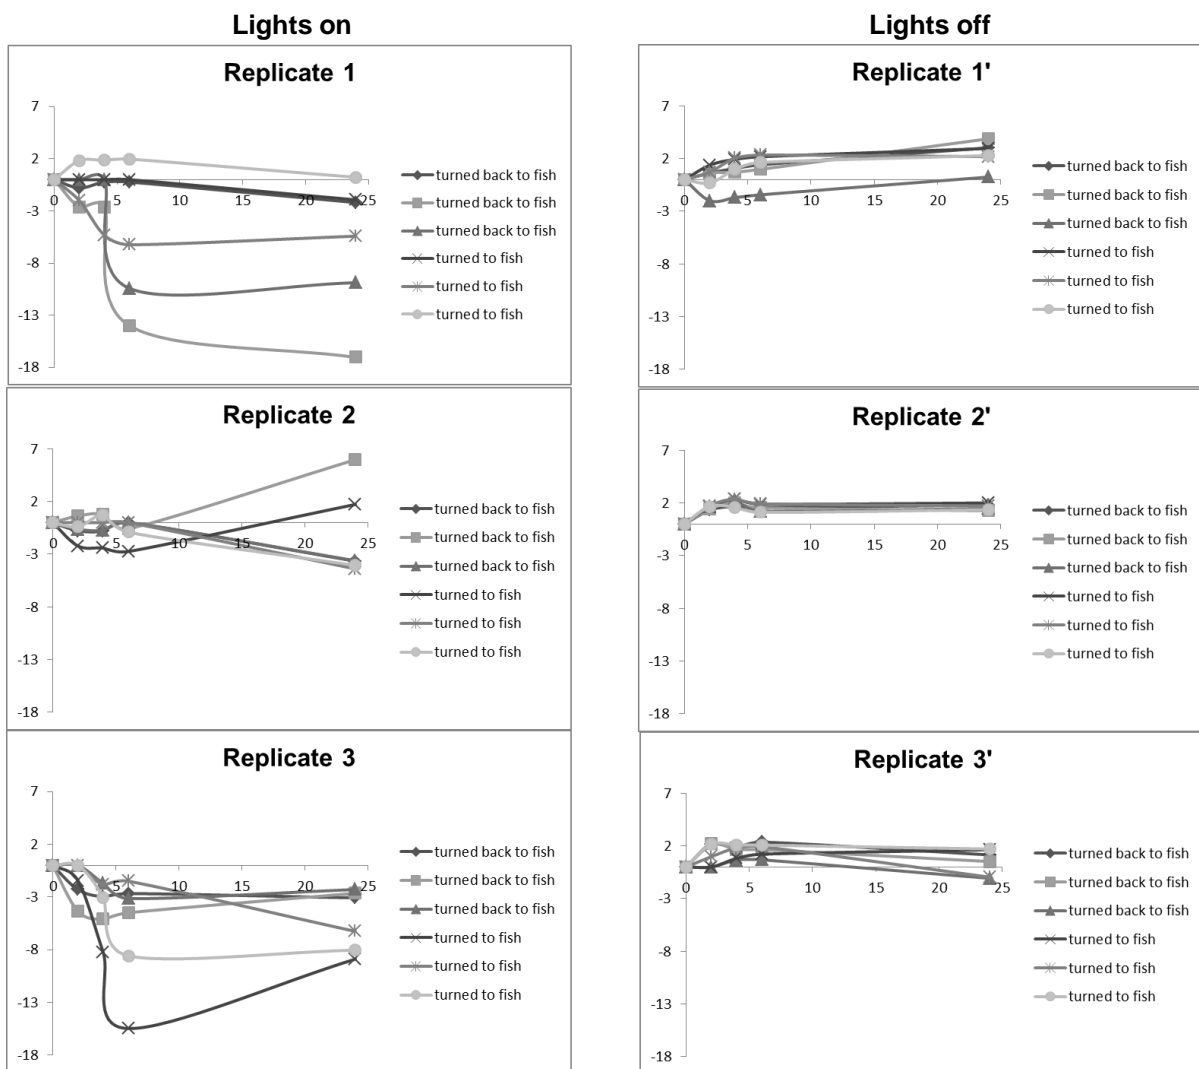 Lights on
Lights off
Replicate 1
7
2
-3
-8
-13
-18
0 5 10 15 20 25
turned back to fish
turned back to fish
turned back to fish
turned to fish
turned to fish
turned to fish
Replicate 1'
7
2
-3
-8
-13
-18
0 5 10 15 20 25
turned back to fish
turned back to fish
turned back to fish
turned to fish
turned to fish
turned to fish
Replicate 2
7
2
-3
-8
-13
-18
0 5 10 15 20 25
turned back to fish
turned back to fish
turned back to fish
turned to fish
turned to fish
turned to fish
Replicate 2'
7
2
-3
-8
-13
-18
0 5 10 15 20 25
turned back to fish
turned back to fish
turned back to fish
turned to fish
turned to fish
turned to fish
Replicate 3
7
2
-3
-8
-13
-18
0 5 10 15 20 25
turned back to fish
turned back to fish
turned back to fish
turned to fish
turned to fish
turned to fish
Replicate 3'
7
2
-3
-8
-13
-18
0 5 10 15 20 25
turned back to fish
turned back to fish
turned back to fish
turned to fish
turned to fish
turned to fish